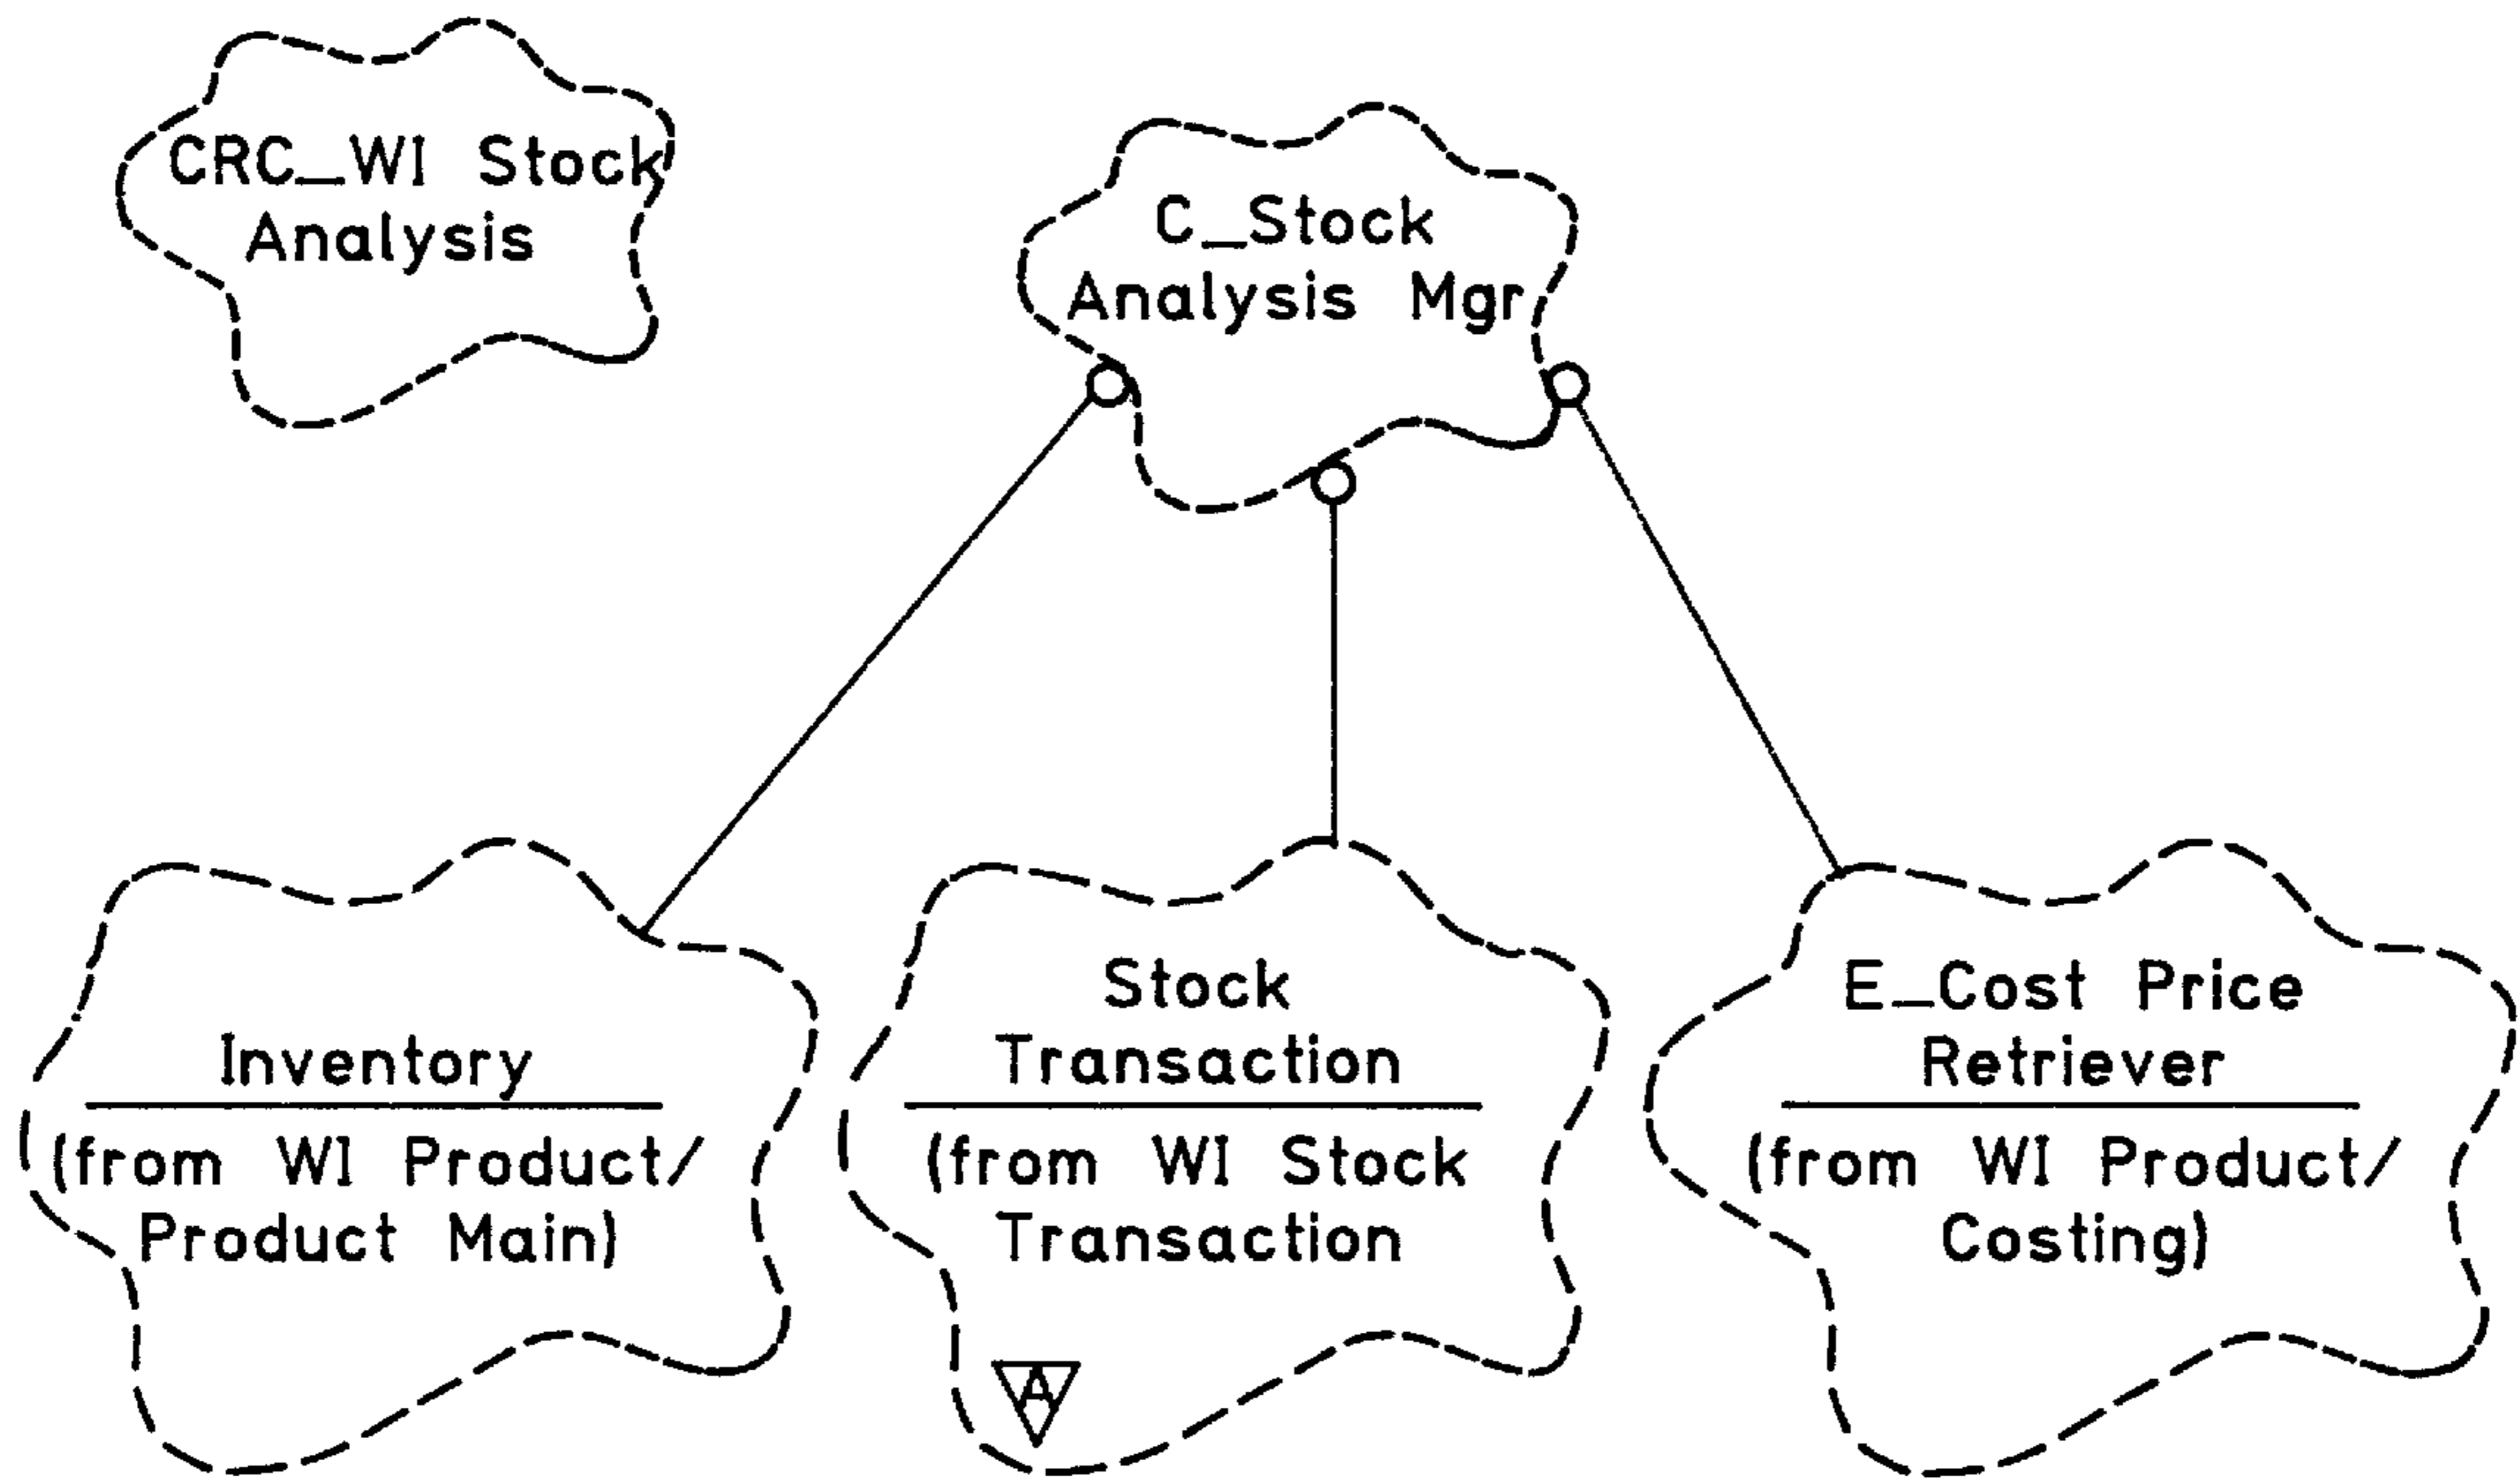 CRC_WI Stock
Analysis
C_Stock
Analysis Mgr
Inventory
(from WI Product/
Product Main)
Stock
Transaction
(from WI Stock
Transaction
A
E_Cost Price
Retriever
(from WI Product/
Costing)